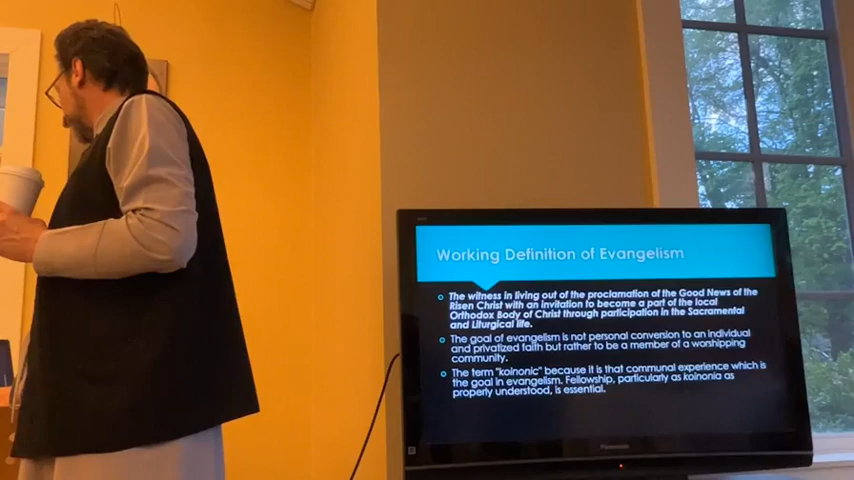 Working Definition of Evangelism
The witness in living out of the proclamation of the Good News of the
Risen Christ with an invitation to become a part of the local
Orthodox Body of Christ through participation in the Sacramental
and Liturgical life.
The goal of evangelism is not personal conversion to an individual
and privatized faith but rather to be a member of a worshipping
community.
The term "koinonic" because it is that communal experience which is
the goal in evangelism. Fellowship, particularly as koinonia as
properly understood, is essential.
Panasonic